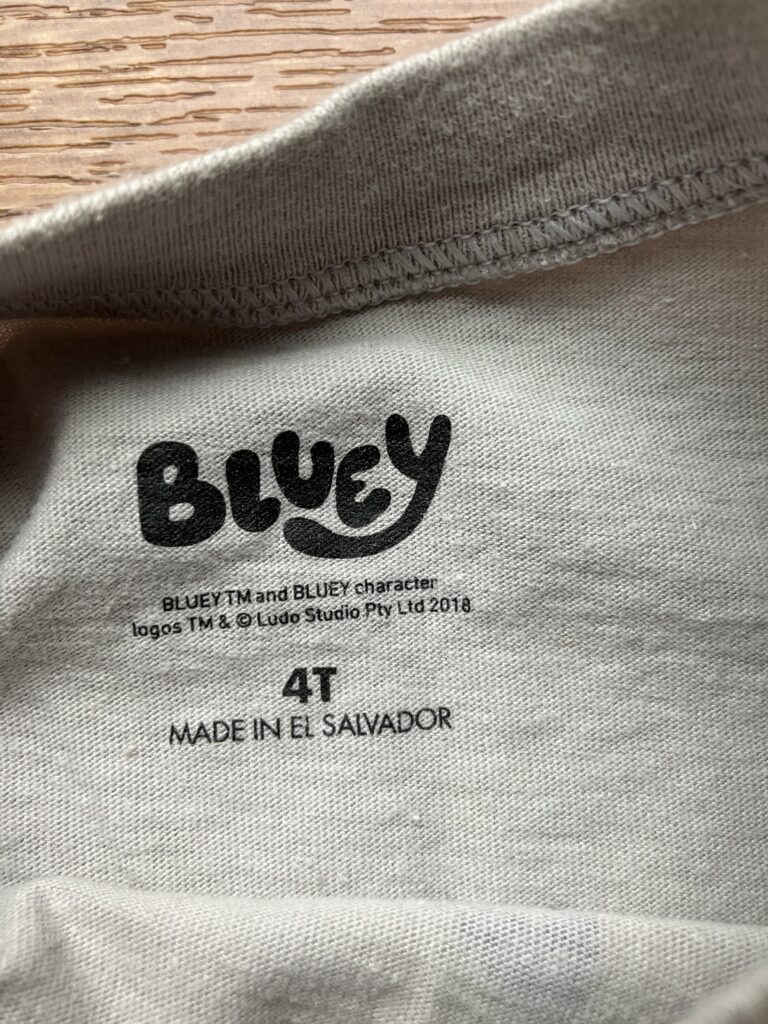 BLUEY
BLUEY TM and BLUEY character
logos TM & © Ludo Studio Pty Ltd 2018
4T
MADE IN EL SALVADOR